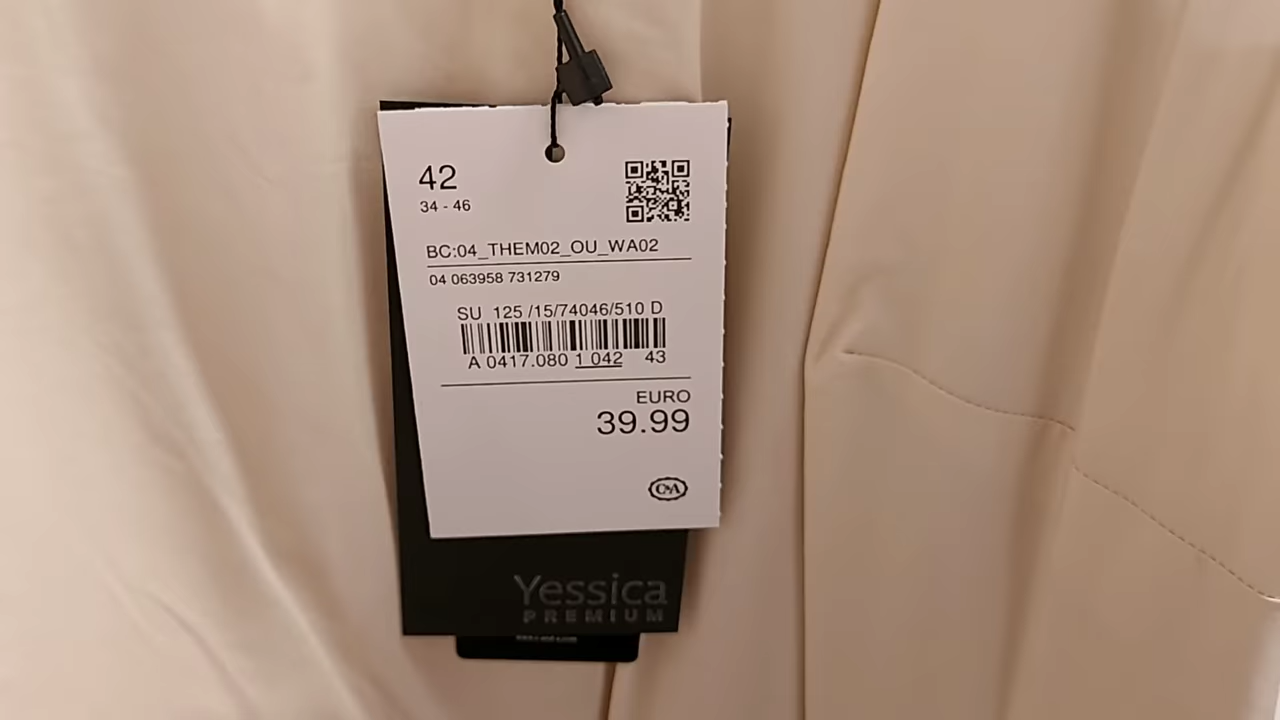 42
34 - 46
BC:04_THEM02_OU_WA02
04 063958 731279
SU 125 /15/74046/510 D
A 0417.080 1 042 43
EURO
39.99
C&A
Yessica
PREMIUM